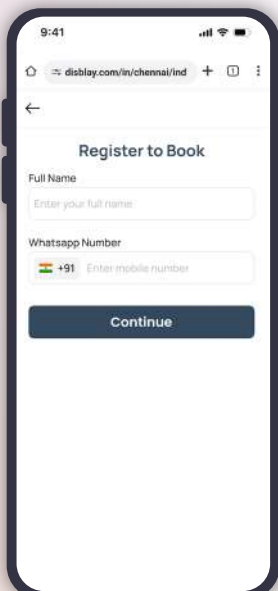 9:41
disblay.com/in/chennai/ind
1
Register to Book
Full Name
Enter your full name
Whatsapp Number
+91 Enter mobile number
Continue